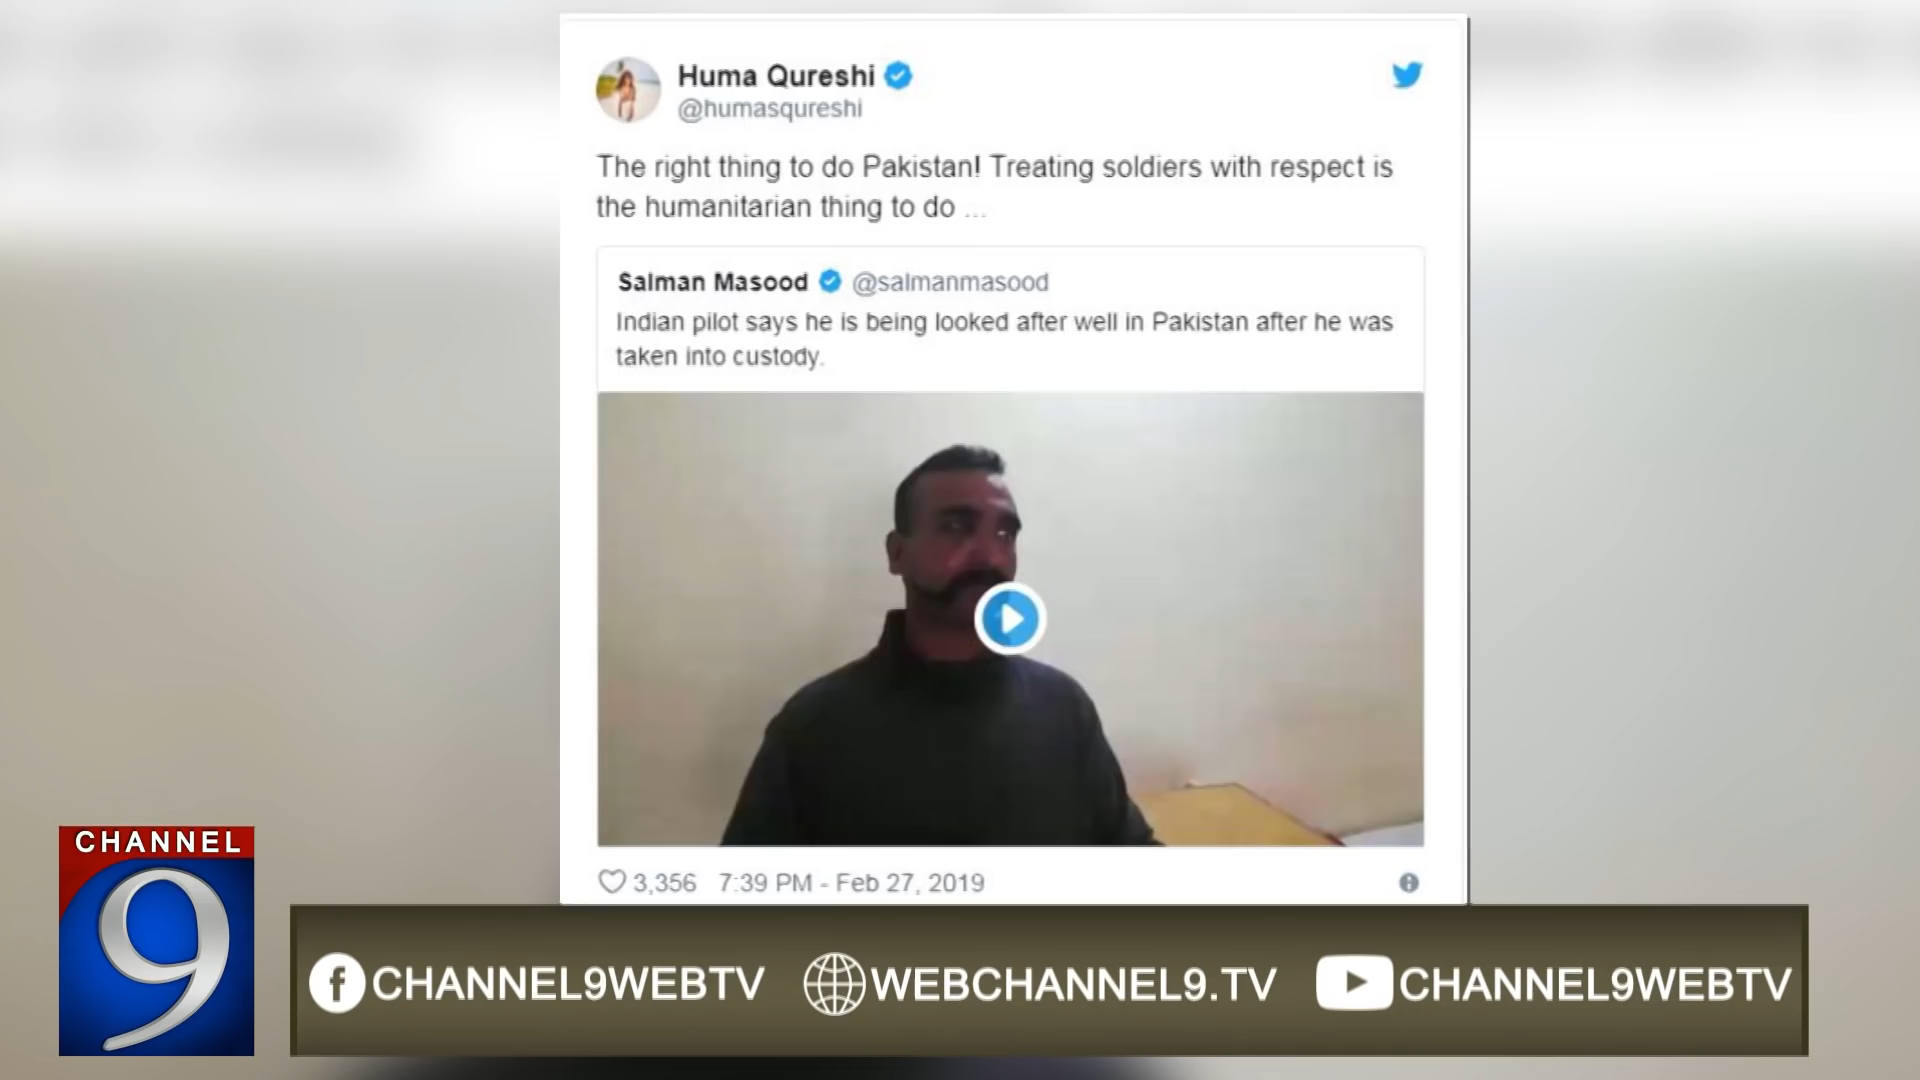 Huma Qureshi
@humasqureshi
The right thing to do Pakistan! Treating soldiers with respect is
the humanitarian thing to do ...
Salman Masood @salmanmasood
Indian pilot says he is being looked after well in Pakistan after he was
taken into custody.
3,356 7:39 PM - Feb 27, 2019
CHANNEL
9
CHANNEL9WEBTV WEBCHANNEL9.TV CHANNEL9WEBTV